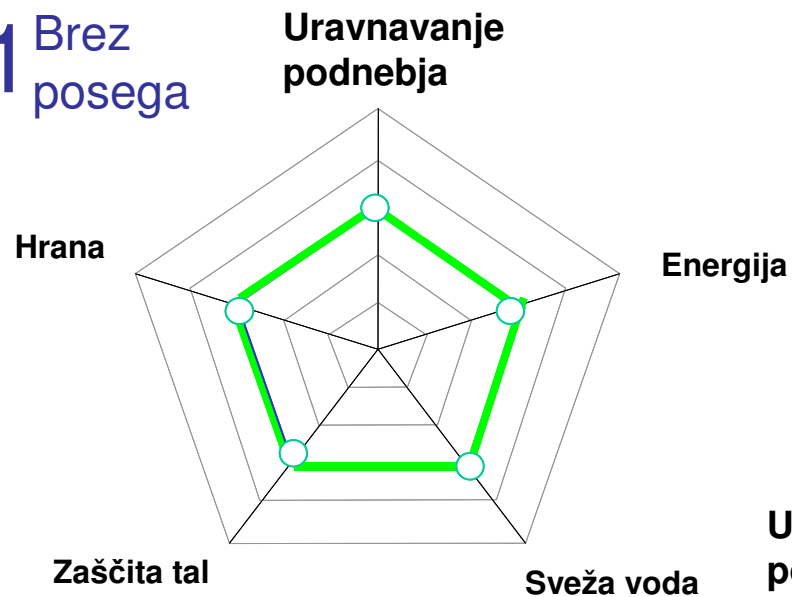 1 Brez
posega
Uravnavanje
podnebja
Hrana
Energija
Zaščita tal
Sveža voda